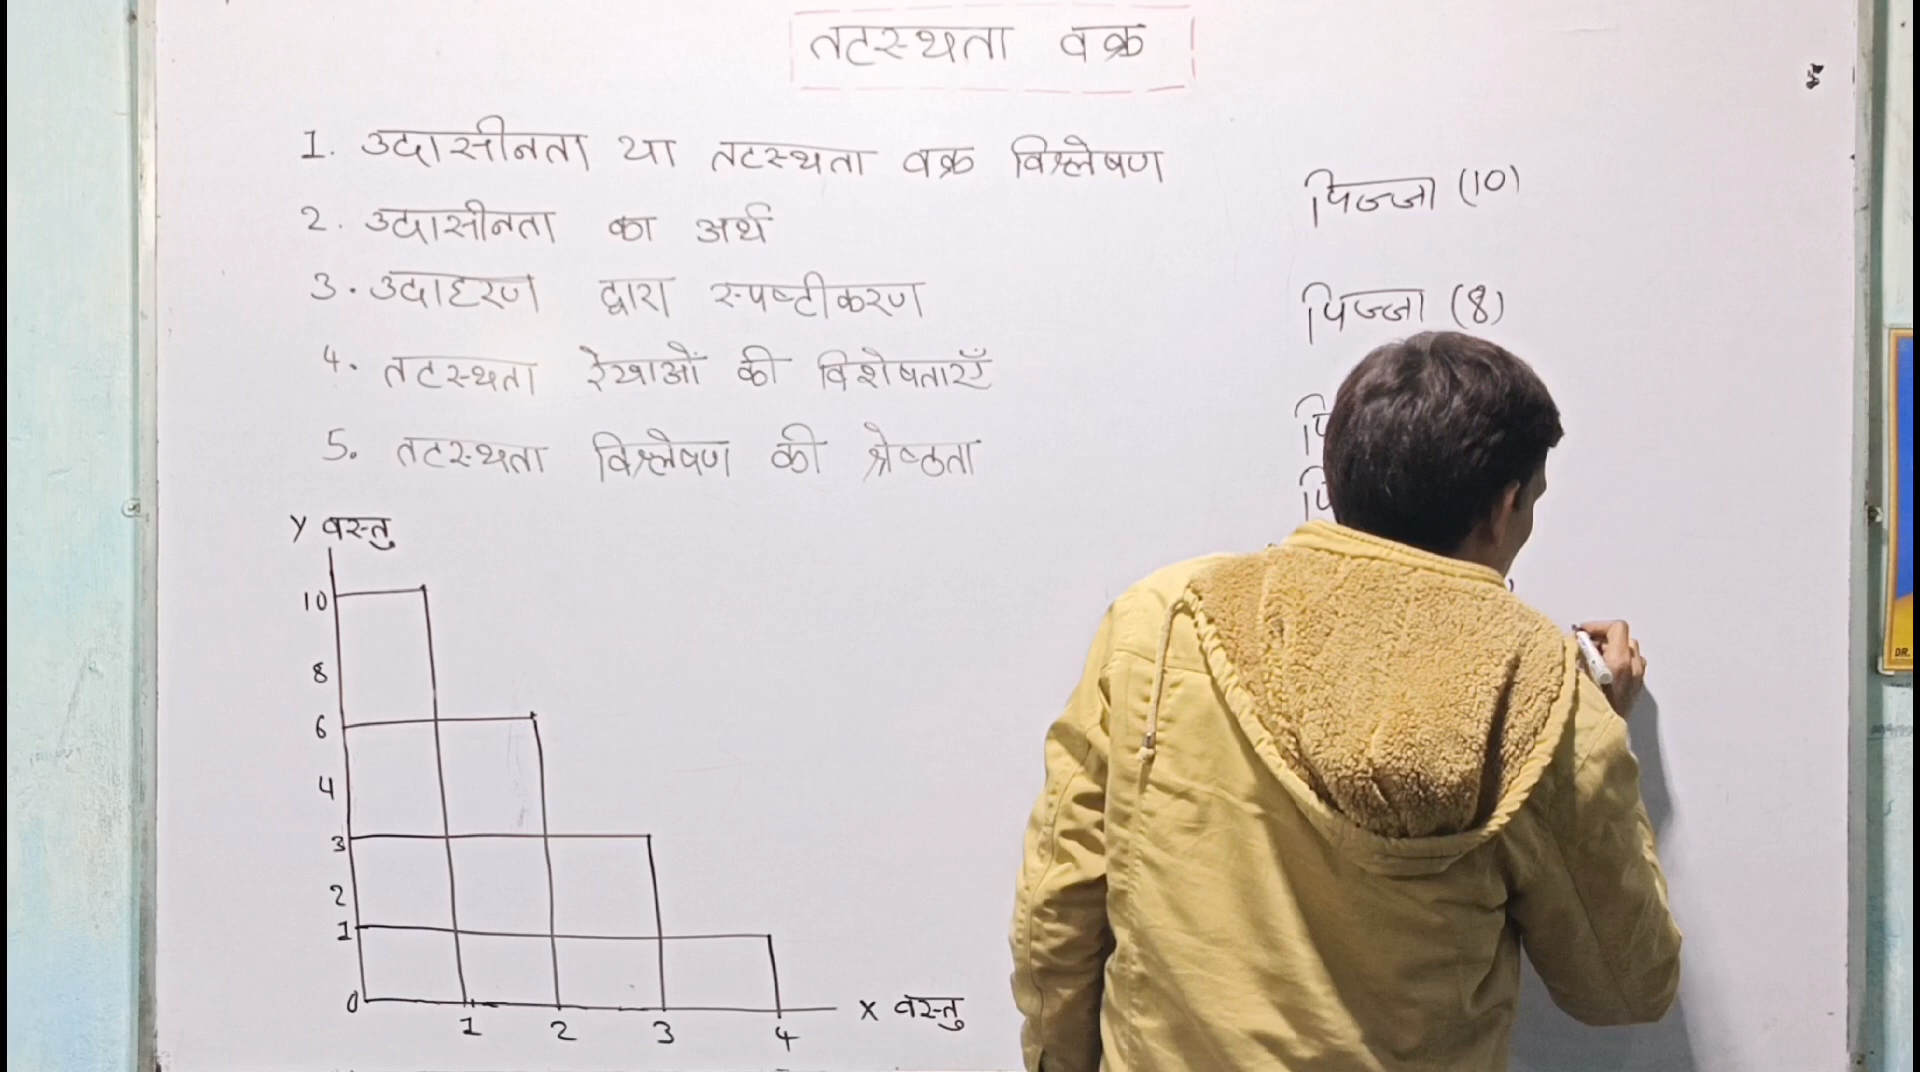 तटस्थता वक्र
1. उदासीनता या तटस्थता वक्र विश्लेषण
2. उदासीनता का अर्थ
3. उदाहरण द्वारा स्पष्टीकरण
4. तटस्थता रेखाओं की विशेषताएँ
5. तटस्थता विश्लेषण की श्रेष्ठता
पिज्जा (10)
पिज्जा (8)
पि
पि
Y वस्तु
10
8
6
4
3
2
1
0
1 2 3 4
X वस्तु
DR.